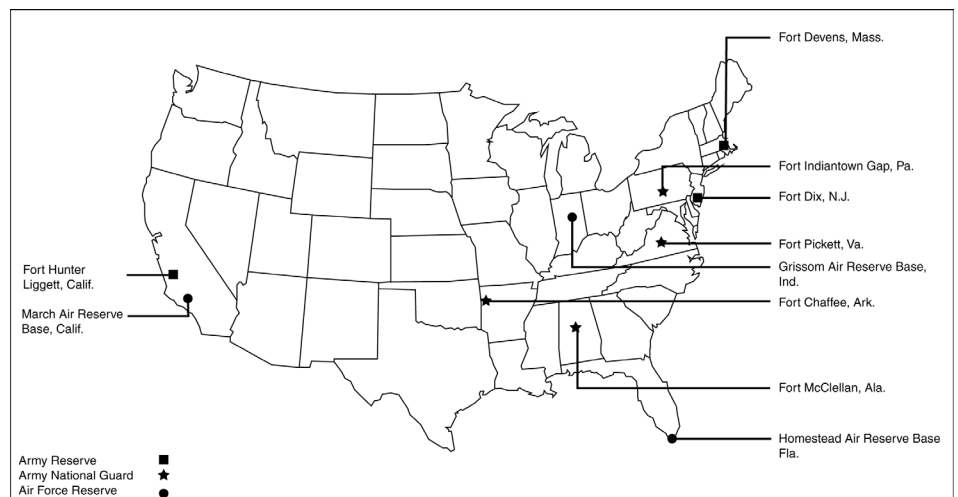 Fort Devens, Mass.
Fort Indiantown Gap, Pa.
Fort Dix, N.J.
Fort Pickett, Va.
Grissom Air Reserve Base,
Ind.
Fort Chaffee, Ark.
Fort McClellan, Ala.
Homestead Air Reserve Base
Fla.
Fort Hunter
Liggett, Calif.
March Air Reserve
Base, Calif.
Army Reserve
Army National Guard
Air Force Reserve